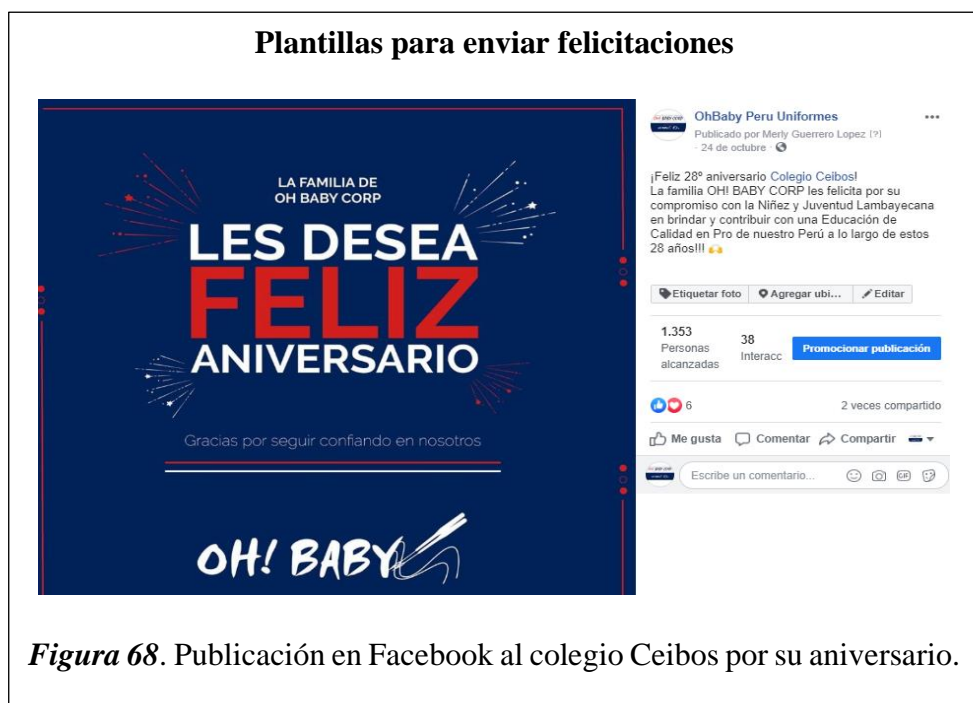 Plantillas para enviar felicitaciones
LA FAMILIA DE
OH BABY CORP
LES DESEA
FELIZ
ANIVERSARIO
Gracias por seguir confiando en nosotros
OH! BABY
OhBaby Peru Uniformes
Publicado por Merly Guerrero Lopez [?]
· 24 de octubre ·
¡Feliz 28º aniversario Colegio Ceibos!
La familia OH! BABY CORP les felicita por su
compromiso con la Niñez y Juventud Lambayecana
en brindar y contribuir con una Educación de
Calidad en Pro de nuestro Perú a lo largo de estos
28 años!!!
Etiquetar foto Agregar ubi... Editar
1.353
Personas
alcanzadas
38
Interacc
Promocionar publicación
6 2 veces compartido
Me gusta Comentar Compartir
Escribe un comentario... GIF
Figura 68. Publicación en Facebook al colegio Ceibos por su aniversario.